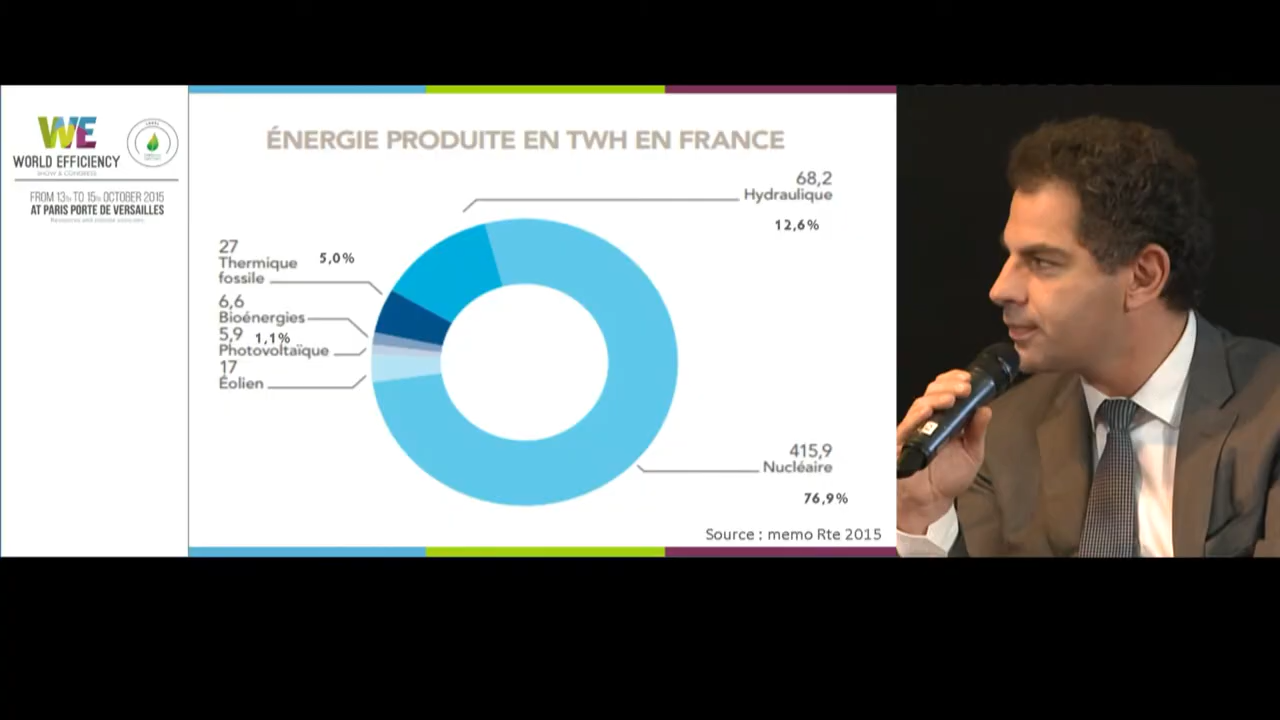 WE
WORLD EFFICIENCY
SHOW & CONGRESS
FROM 13th TO 15th OCTOBER 2015
AT PARIS PORTE DE VERSAILLES
ÉNERGIE PRODUITE EN TWH EN FRANCE
68,2
Hydraulique
12,6%
27
Thermique
fossile
5,0%
6,6
Bioénergies
5,9
1,1%
Photovoltaïque
17
Éolien
415,9
Nucléaire
76,9%
Source : memo Rte 2015